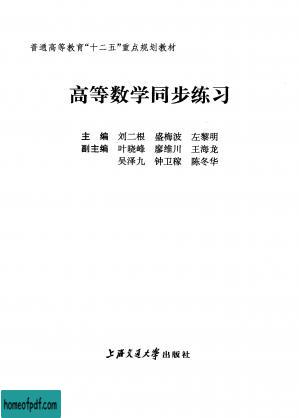 普通高等教育“十二五”重点规划教材
高等数学同步练习
主 编 刘二根 盛梅波 左黎明
副主编 叶晓峰 廖维川 王海龙
吴泽九 钟卫稼 陈冬华
上海交通大学出版社
homeofpdf.com